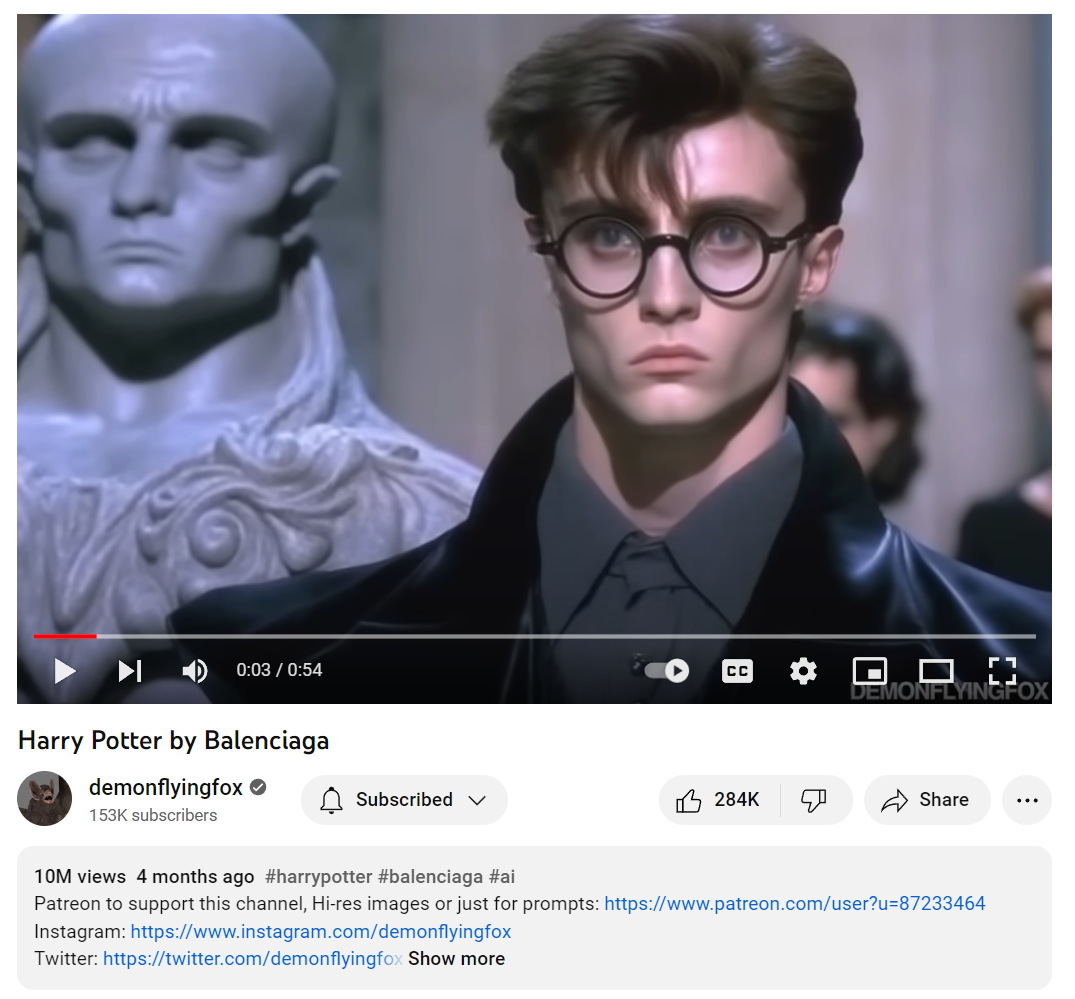 0:03 / 0:54
CC
DEMONFLYINGFOX
Harry Potter by Balenciaga
demonflyingfox
153K subscribers
Subscribed
284K
Share
10M views 4 months ago #harrypotter #balenciaga #ai
Patreon to support this channel, Hi-res images or just for prompts: https://www.patreon.com/user?u=87233464
Instagram: https://www.instagram.com/demonflyingfox
Twitter: https://twitter.com/demonflyingfox Show more